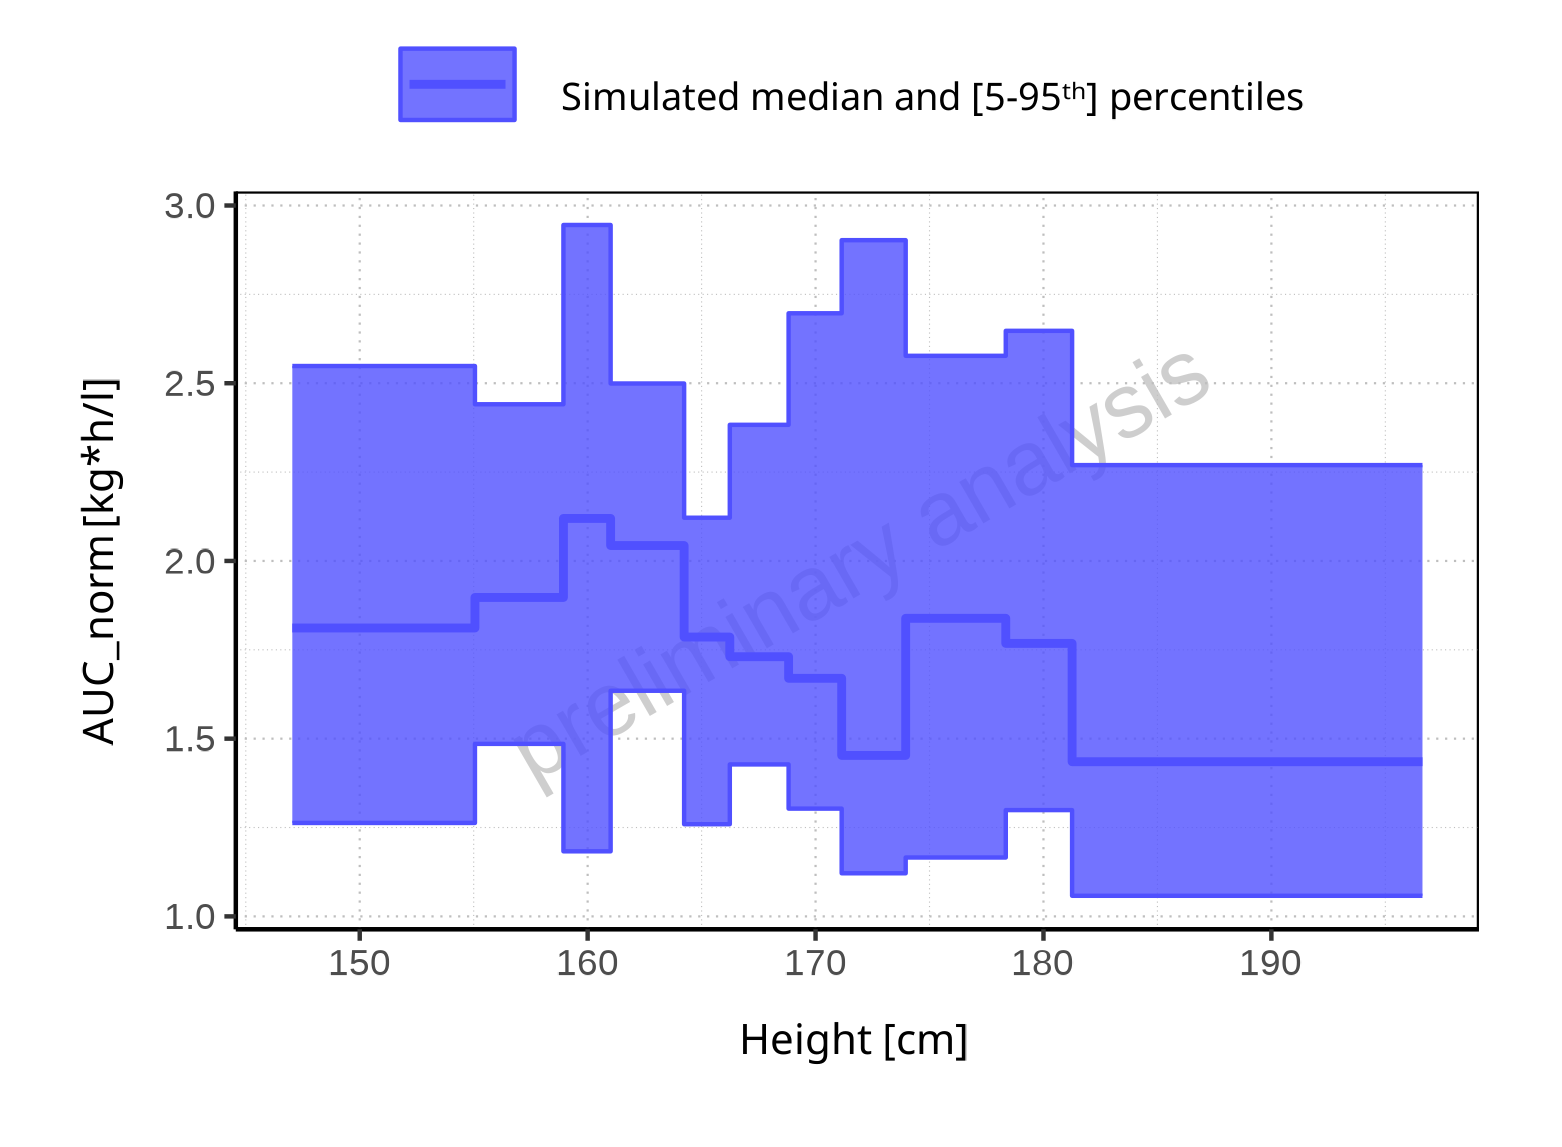 Simulated median and [5-95ᵗʰ] percentiles
3.0
2.5
2.0
1.5
1.0
AUC_norm [kg*h/l]
preliminary analysis
150 160 170 180 190
Height [cm]